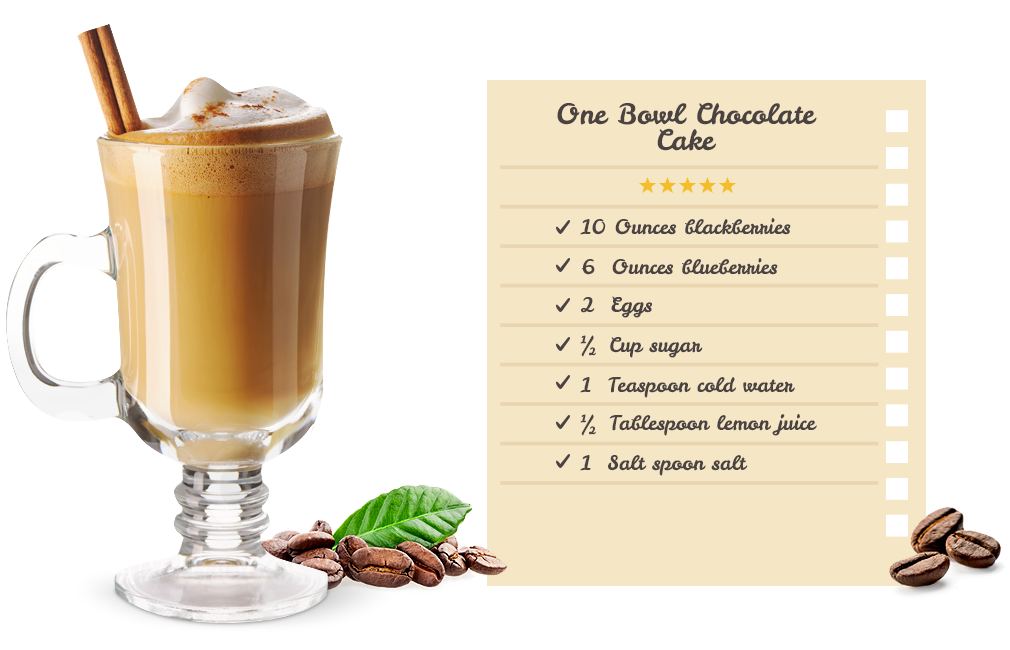 One Bowl Chocolate
Cake
✓ 10 Ounces blackberries
✓ 6 Ounces blueberries
✓ 2 Eggs
✓ ½ Cup sugar
✓ 1 Teaspoon cold water
✓ ½ Tablespoon lemon juice
✓ 1 Salt spoon salt